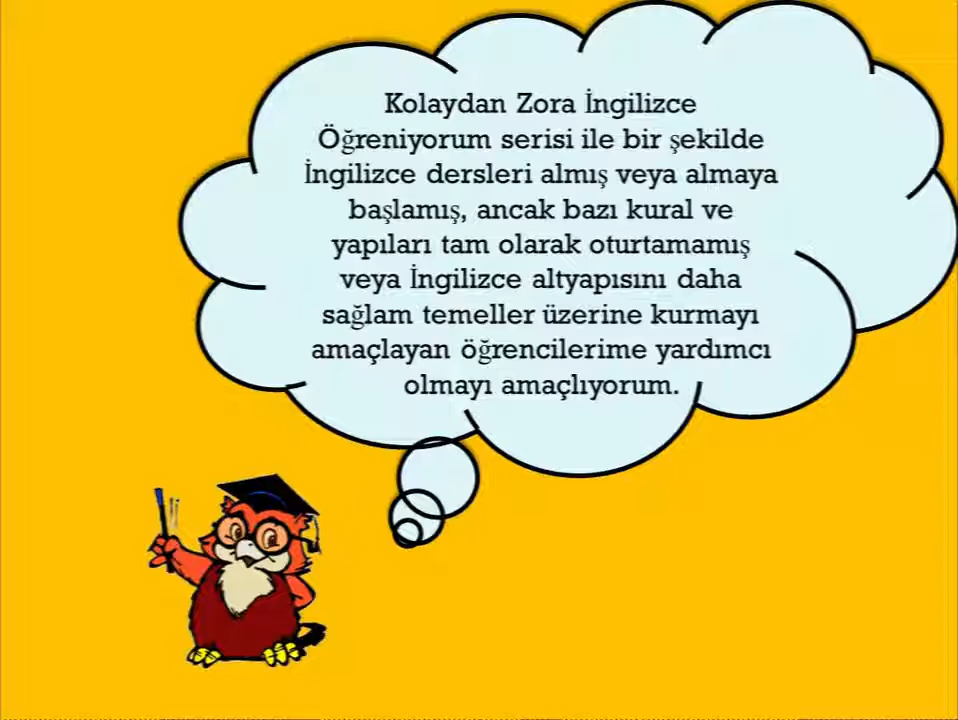 Kolaydan Zora İngilizce
Öğreniyorum serisi ile bir şekilde
İngilizce dersleri almış veya almaya
başlamış, ancak bazı kural ve
yapıları tam olarak oturtamamış
veya İngilizce altyapısını daha
sağlam temeller üzerine kurmayı
amaçlayan öğrencilerime yardımcı
olmayı amaçlıyorum.